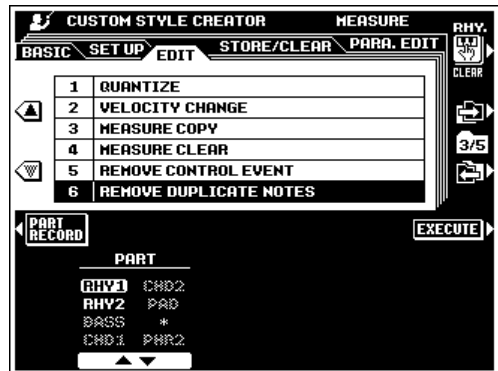 CUSTOM STYLE CREATOR MEASURE RHY.
BASIC SET UP EDIT STORE/CLEAR PARA. EDIT
CLEAR
1 QUANTIZE
2 VELOCITY CHANGE
3 MEASURE COPY
4 MEASURE CLEAR
3/5
5 REMOVE CONTROL EVENT
6 REMOVE DUPLICATE NOTES
PART RECORD
EXECUTE
PART
RHY1 CHD2
RHY2 PAD
BASS *
CHD1 PHR2